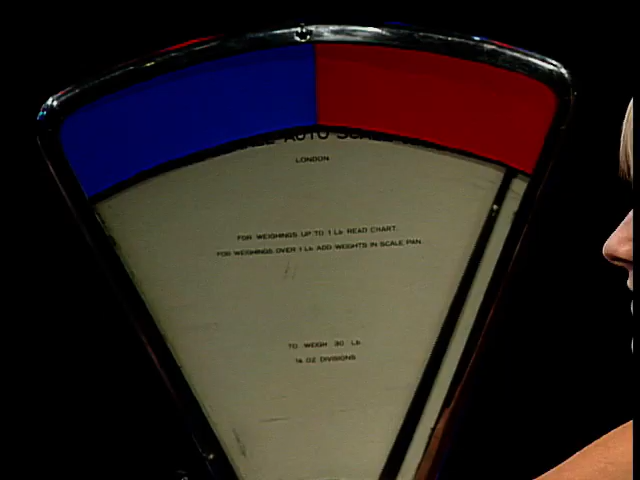 AUTO
LONDON
FOR WEIGHINGS UP TO 1 Lb READ CHART.
FOR WEIGHINGS OVER 1 Lb ADD WEIGHTS IN SCALE PAN.
TO WEIGH 30 Lb
¼ OZ DIVISIONS